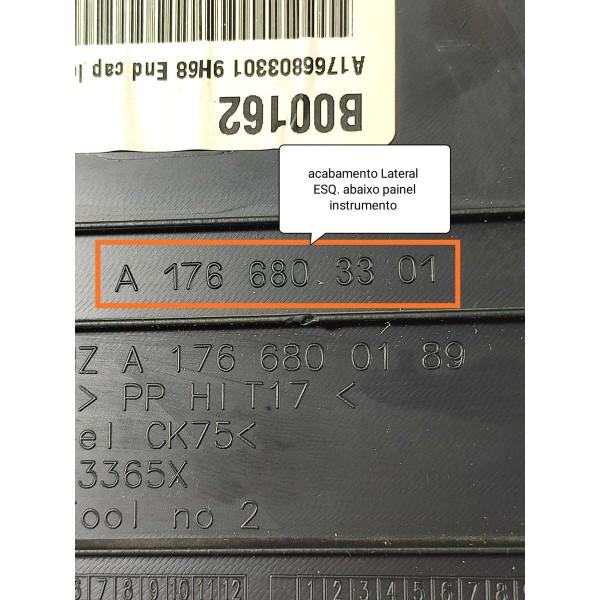 A1766803301 9H68 End cap
B00162
acabamento Lateral
ESQ. abaixo painel
instrumento
A 176 680 33 01
Z A 176 680 01 89
> PP HI T17 <
el CK75<
3365X
ool no 2
7 8 9 10 11 12
1 2 3 4 5 6 7 8